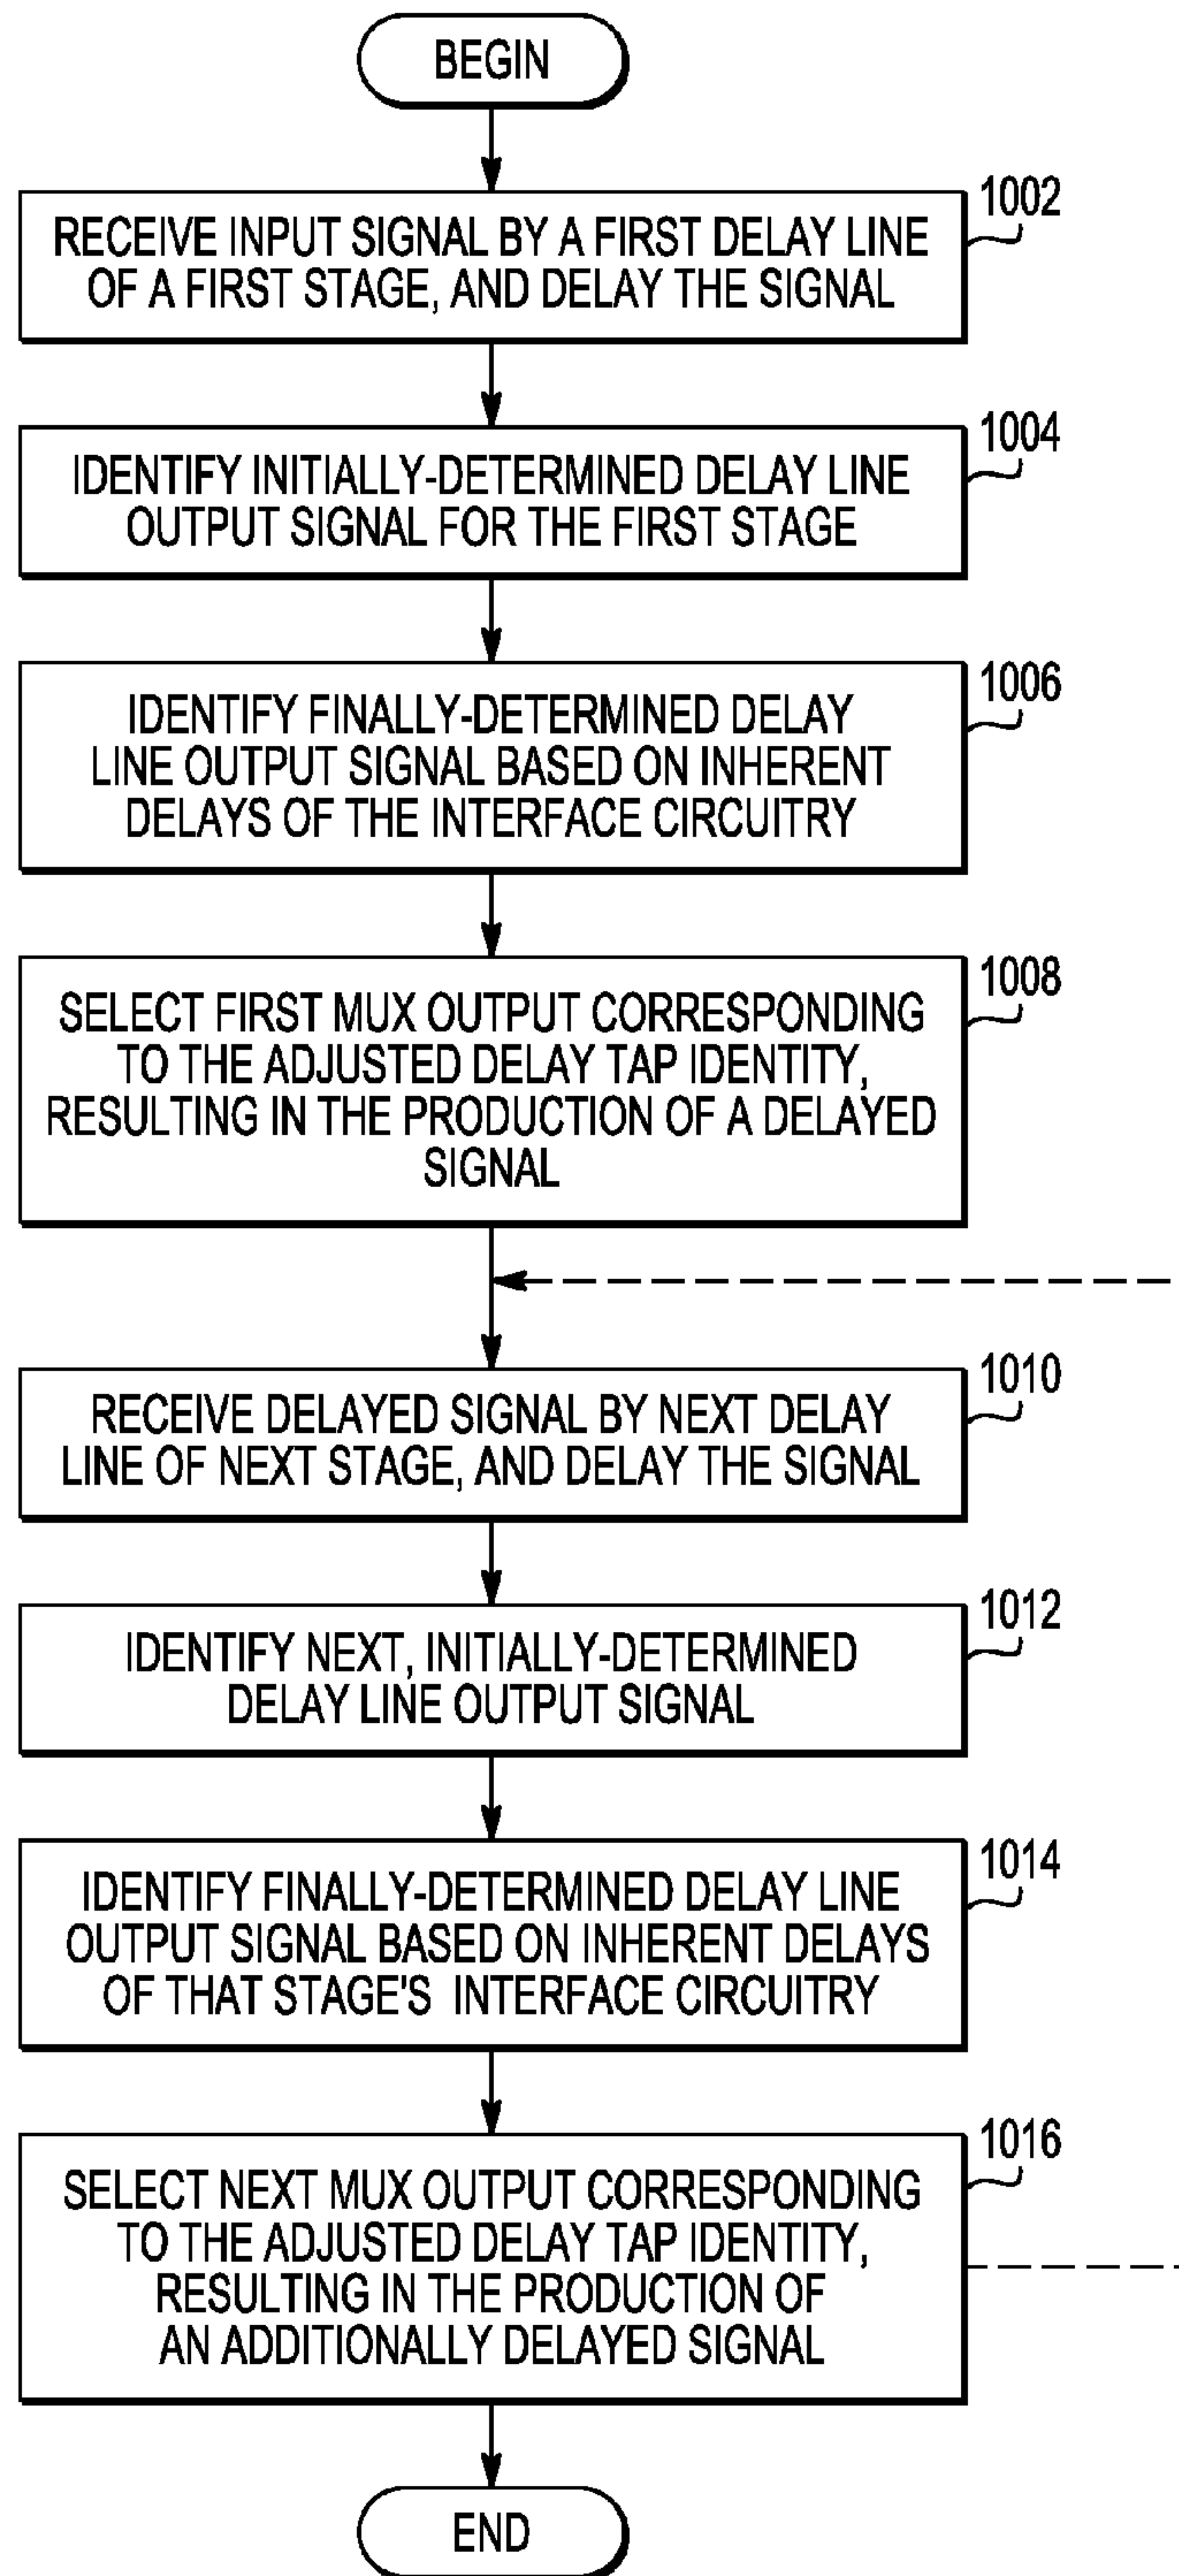 BEGIN
1002
RECEIVE INPUT SIGNAL BY A FIRST DELAY LINE
OF A FIRST STAGE, AND DELAY THE SIGNAL
1004
IDENTIFY INITIALLY-DETERMINED DELAY LINE
OUTPUT SIGNAL FOR THE FIRST STAGE
1006
IDENTIFY FINALLY-DETERMINED DELAY
LINE OUTPUT SIGNAL BASED ON INHERENT
DELAYS OF THE INTERFACE CIRCUITRY
1008
SELECT FIRST MUX OUTPUT CORRESPONDING
TO THE ADJUSTED DELAY TAP IDENTITY,
RESULTING IN THE PRODUCTION OF A DELAYED
SIGNAL
1010
RECEIVE DELAYED SIGNAL BY NEXT DELAY
LINE OF NEXT STAGE, AND DELAY THE SIGNAL
1012
IDENTIFY NEXT, INITIALLY-DETERMINED
DELAY LINE OUTPUT SIGNAL
1014
IDENTIFY FINALLY-DETERMINED DELAY LINE
OUTPUT SIGNAL BASED ON INHERENT DELAYS
OF THAT STAGE'S INTERFACE CIRCUITRY
1016
SELECT NEXT MUX OUTPUT CORRESPONDING
TO THE ADJUSTED DELAY TAP IDENTITY,
RESULTING IN THE PRODUCTION OF
AN ADDITIONALLY DELAYED SIGNAL
END